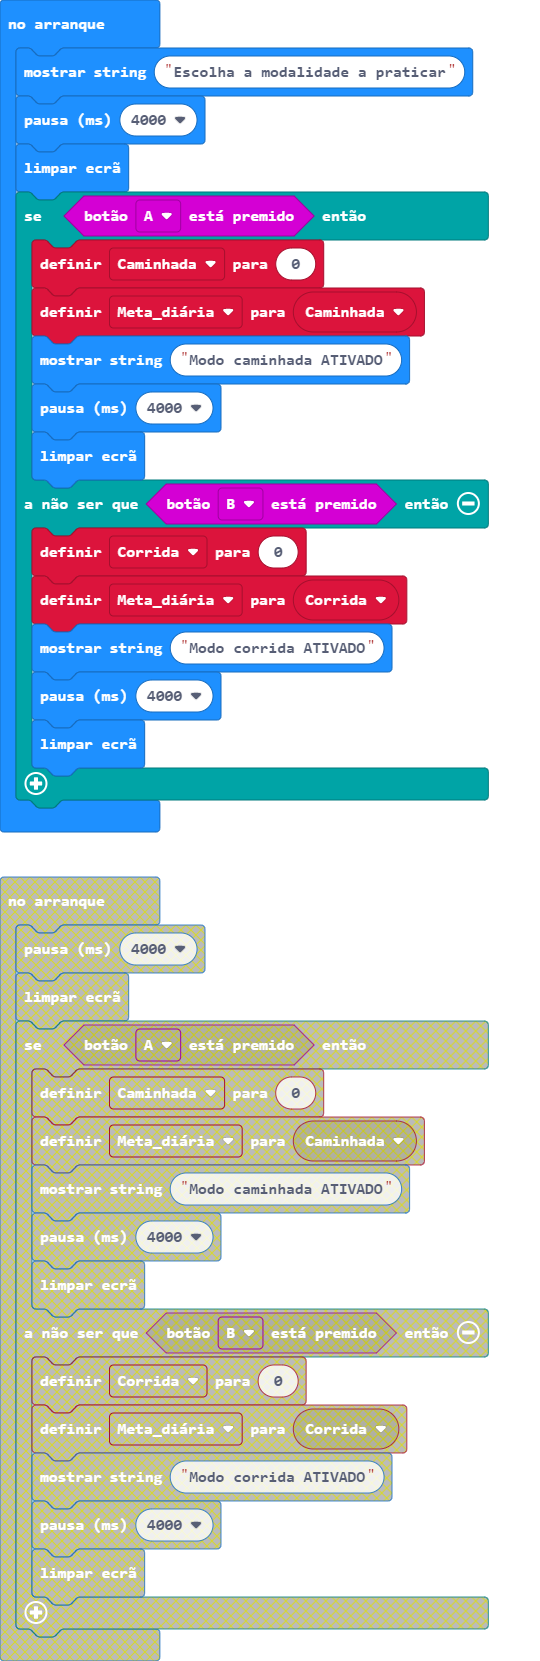 no arranque
mostrar string "Escolha a modalidade a praticar"
pausa (ms) 4000
limpar ecrã
se botão A está premido então
definir Caminhada para 0
definir Meta_diária para Caminhada
mostrar string "Modo caminhada ATIVADO"
pausa (ms) 4000
limpar ecrã
a não ser que botão B está premido então
definir Corrida para 0
definir Meta_diária para Corrida
mostrar string "Modo corrida ATIVADO"
pausa (ms) 4000
limpar ecrã
no arranque
pausa (ms) 4000
limpar ecrã
se botão A está premido então
definir Caminhada para 0
definir Meta_diária para Caminhada
mostrar string "Modo caminhada ATIVADO"
pausa (ms) 4000
limpar ecrã
a não ser que botão B está premido então
definir Corrida para 0
definir Meta_diária para Corrida
mostrar string "Modo corrida ATIVADO"
pausa (ms) 4000
limpar ecrã